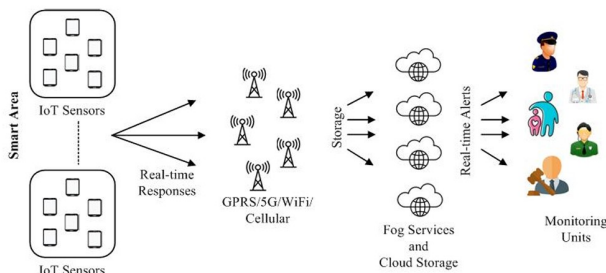 Smart Area
IoT Sensors
IoT Sensors
Real-time
Responses
GPRS/5G/WiFi/
Cellular
Storage
Fog Services
and
Cloud Storage
Real-time Alerts
Monitoring
Units